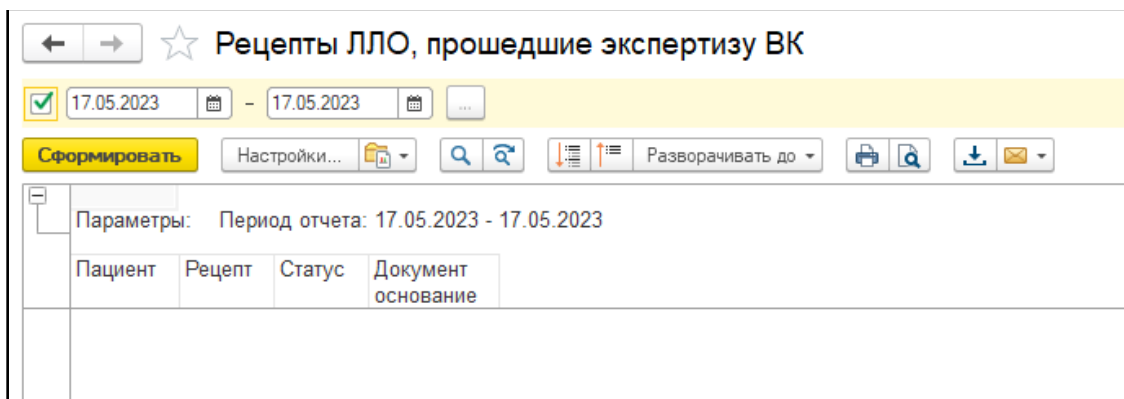 Рецепты ЛЛО, прошедшие экспертизу ВК
17.05.2023 – 17.05.2023 ...
Сформировать Настройки... Разворачивать до
Параметры: Период отчета: 17.05.2023 - 17.05.2023
Пациент Рецепт Статус Документ
основание